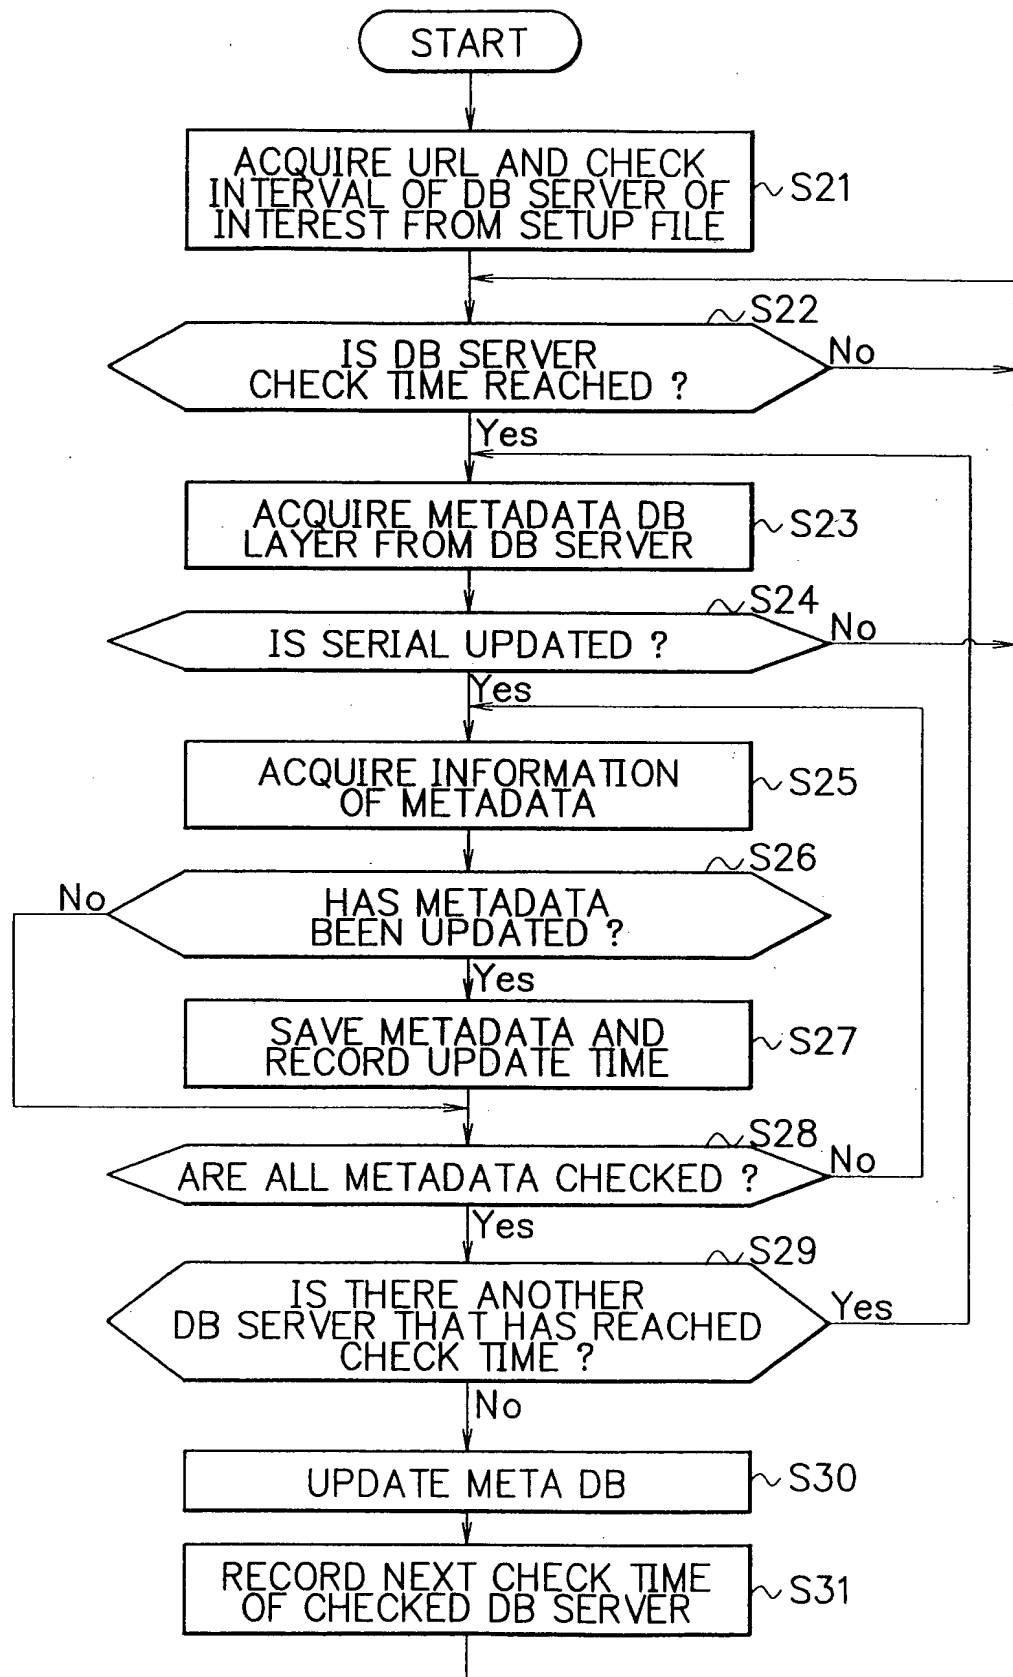 START
ACQUIRE URL AND CHECK
INTERVAL OF DB SERVER OF
INTEREST FROM SETUP FILE
S21
S22
IS DB SERVER
CHECK TIME REACHED ?
No
Yes
ACQUIRE METADATA DB
LAYER FROM DB SERVER
S23
S24
IS SERIAL UPDATED ?
No
Yes
ACQUIRE INFORMATION
OF METADATA
S25
S26
No
HAS METADATA
BEEN UPDATED ?
Yes
SAVE METADATA AND
RECORD UPDATE TIME
S27
S28
ARE ALL METADATA CHECKED ?
No
Yes
S29
IS THERE ANOTHER
DB SERVER THAT HAS REACHED
CHECK TIME ?
Yes
No
UPDATE META DB
S30
RECORD NEXT CHECK TIME
OF CHECKED DB SERVER
S31